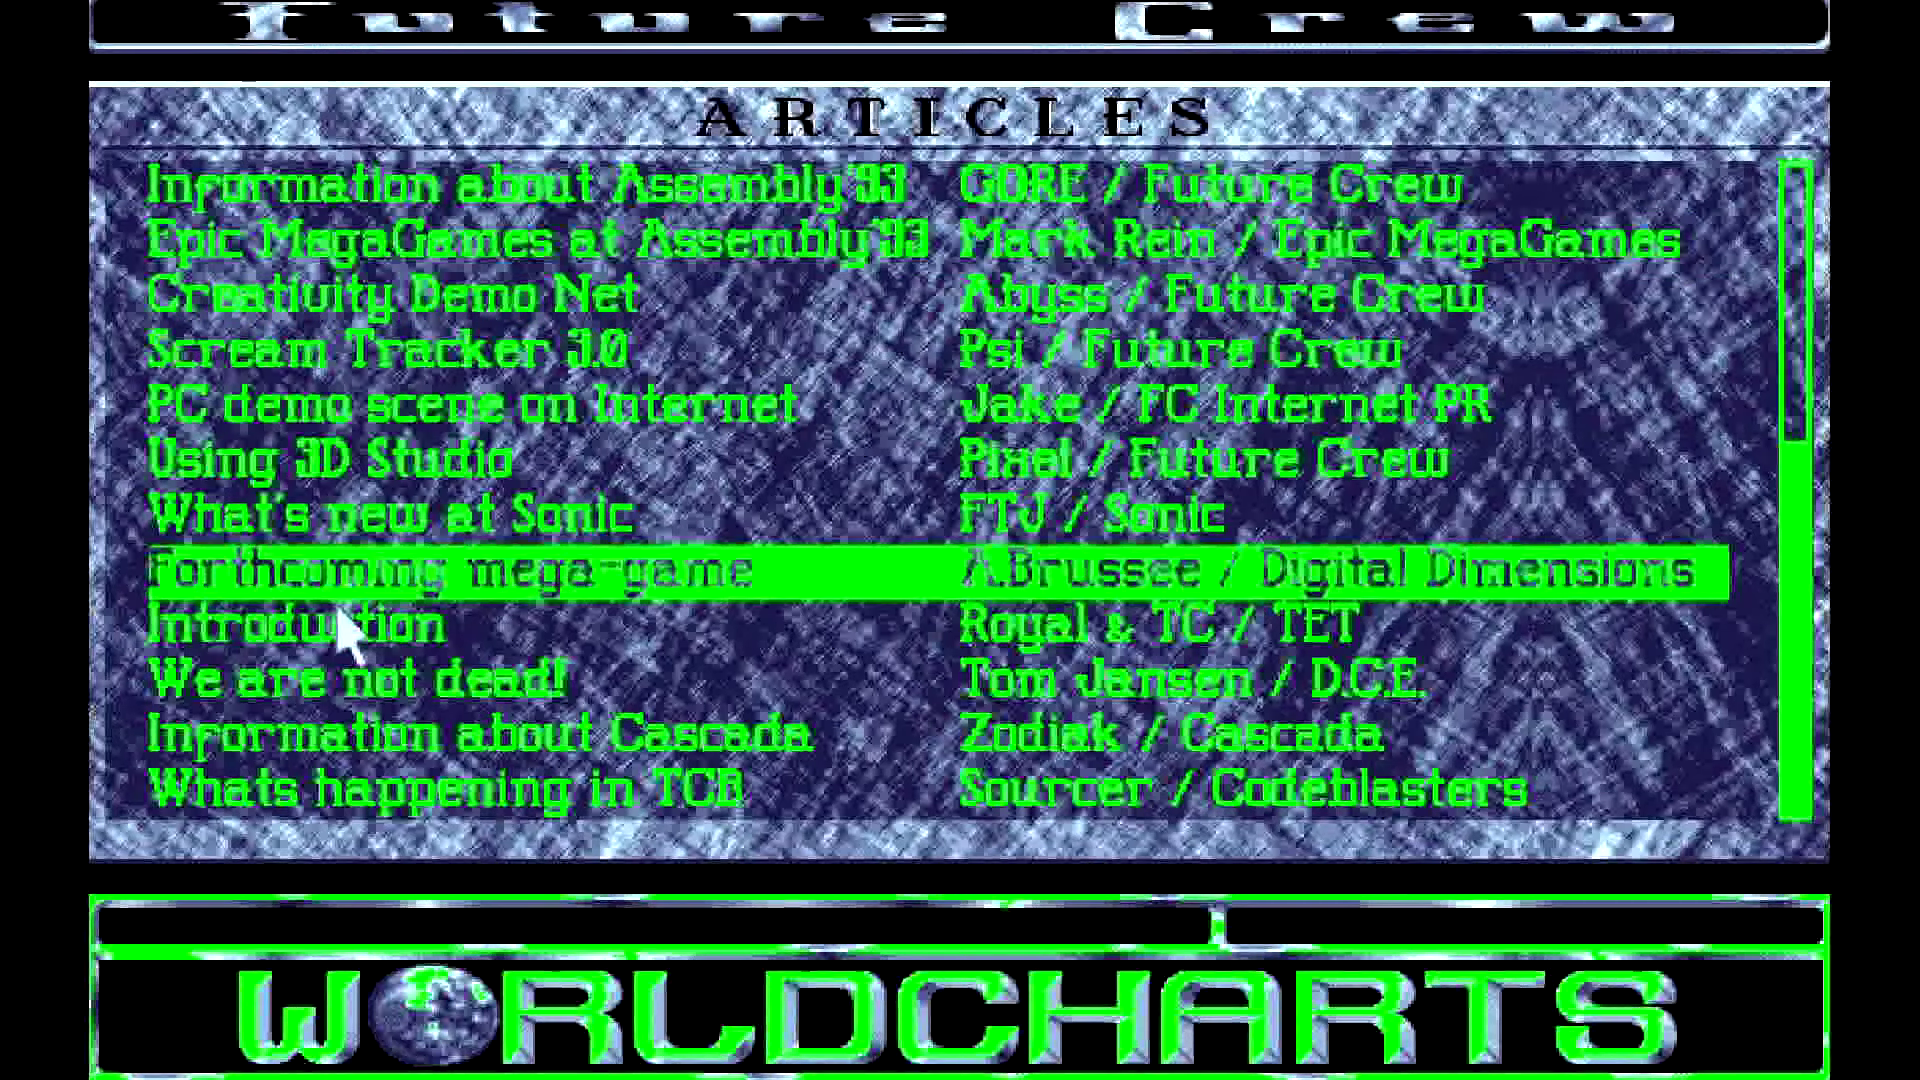 Future Crew
ARTICLES
Information about Assembly'93 GORE / Future Crew
Epic MegaGames at Assembly'93 Mark Rein / Epic MegaGames
Creativity Demo Net Abyss / Future Crew
Scream Tracker 3.0 Psi / Future Crew
PC demo scene on Internet Jake / FC Internet PR
Using 3D Studio Pixel / Future Crew
What's new at Sonic FTJ / Sonic
Forthcoming mega-game A.Brussee / Digital Dimensions
Introduction Royal & TC / TET
We are not dead! Tom Jansen / D.C.E.
Information about Cascada Zodiak / Cascada
Whats happening in TCB Sourcer / Codeblasters
WORLDCHARTS